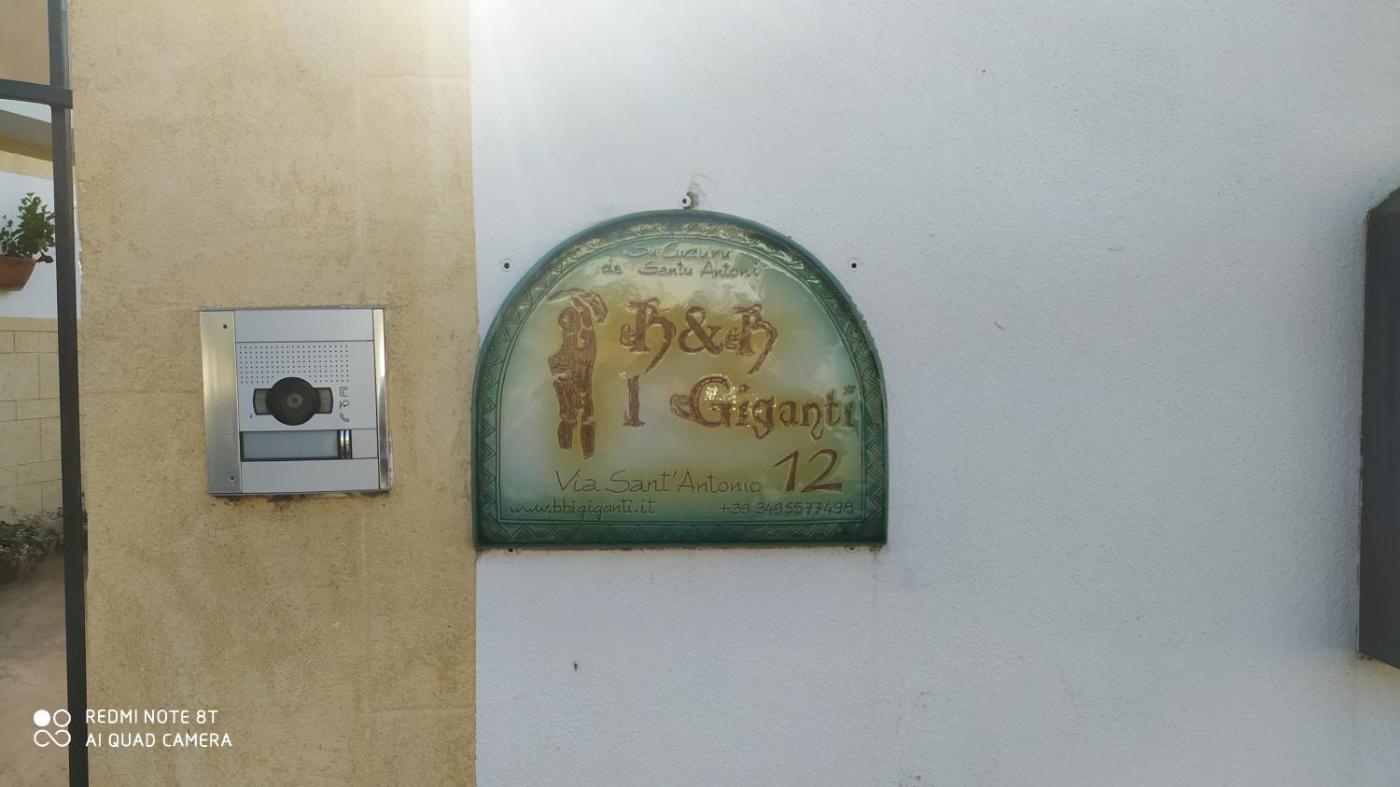 Su Cuzuru
de Santu Antoni
B&B
I Giganti
Via Sant'Antonio 12
www.bbigiganti.it +39 3495577498
REDMI NOTE 8T
AI QUAD CAMERA